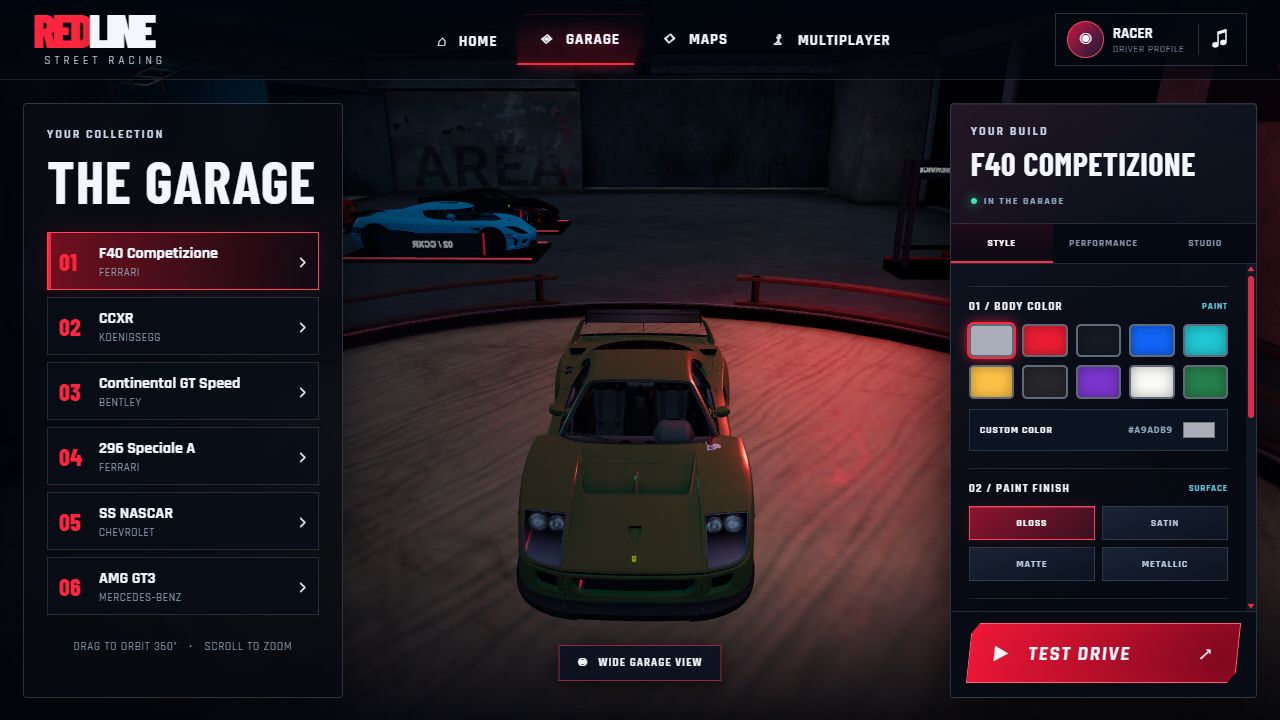 REDLINE
STREET RACING
HOME
GARAGE
MAPS
MULTIPLAYER
RACER
DRIVER PROFILE
YOUR COLLECTION
THE GARAGE
01
F40 Competizione
FERRARI
02
CCXR
KOENIGSEGG
03
Continental GT Speed
BENTLEY
04
296 Speciale A
FERRARI
05
SS NASCAR
CHEVROLET
06
AMG GT3
MERCEDES-BENZ
DRAG TO ORBIT 360° · SCROLL TO ZOOM
AREA
02 / CCXR
WIDE GARAGE VIEW
YOUR BUILD
F40 COMPETIZIONE
IN THE GARAGE
STYLE
PERFORMANCE
STUDIO
01 / BODY COLOR
PAINT
CUSTOM COLOR
#A9ADB9
02 / PAINT FINISH
SURFACE
GLOSS
SATIN
MATTE
METALLIC
TEST DRIVE